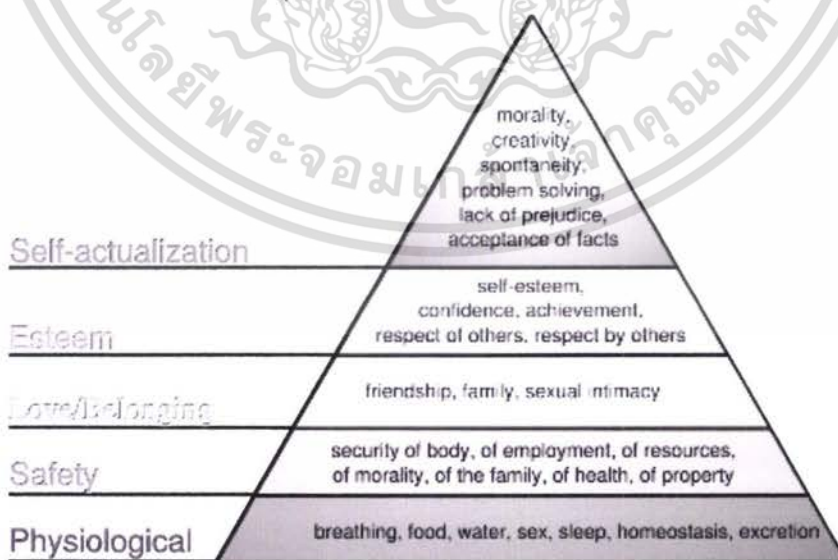 morality,
creativity,
spontaneity,
problem solving,
lack of prejudice,
acceptance of facts
Self-actualization
self-esteem,
confidence, achievement,
respect of others, respect by others
Esteem
friendship, family, sexual intimacy
Love/Belonging
security of body, of employment, of resources,
of morality, of the family, of health, of property
Safety
breathing, food, water, sex, sleep, homeostasis, excretion
Physiological